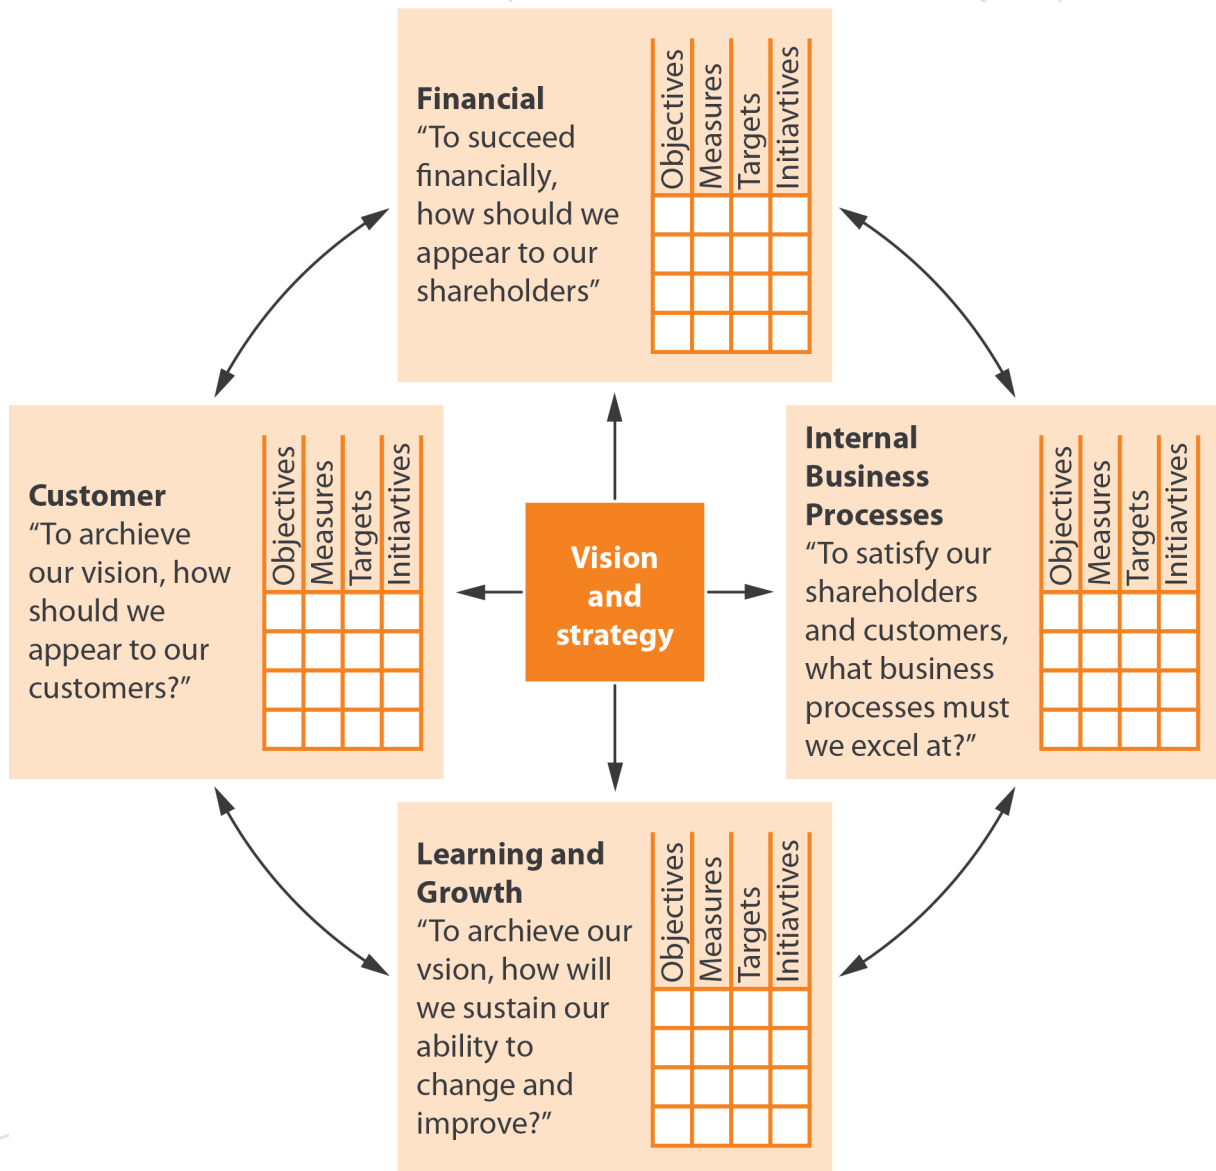 Financial
“To succeed
financially,
how should we
appear to our
shareholders”
Objectives
Measures
Targets
Initiavtives
Customer
“To archieve
our vision, how
should we
appear to our
customers?”
Objectives
Measures
Targets
Initiavtives
Vision
and
strategy
Internal
Business
Processes
“To satisfy our
shareholders
and customers,
what business
processes must
we excel at?”
Objectives
Measures
Targets
Initiavtives
Learning and
Growth
“To archieve our
vsion, how will
we sustain our
ability to
change and
improve?”
Objectives
Measures
Targets
Initiavtives